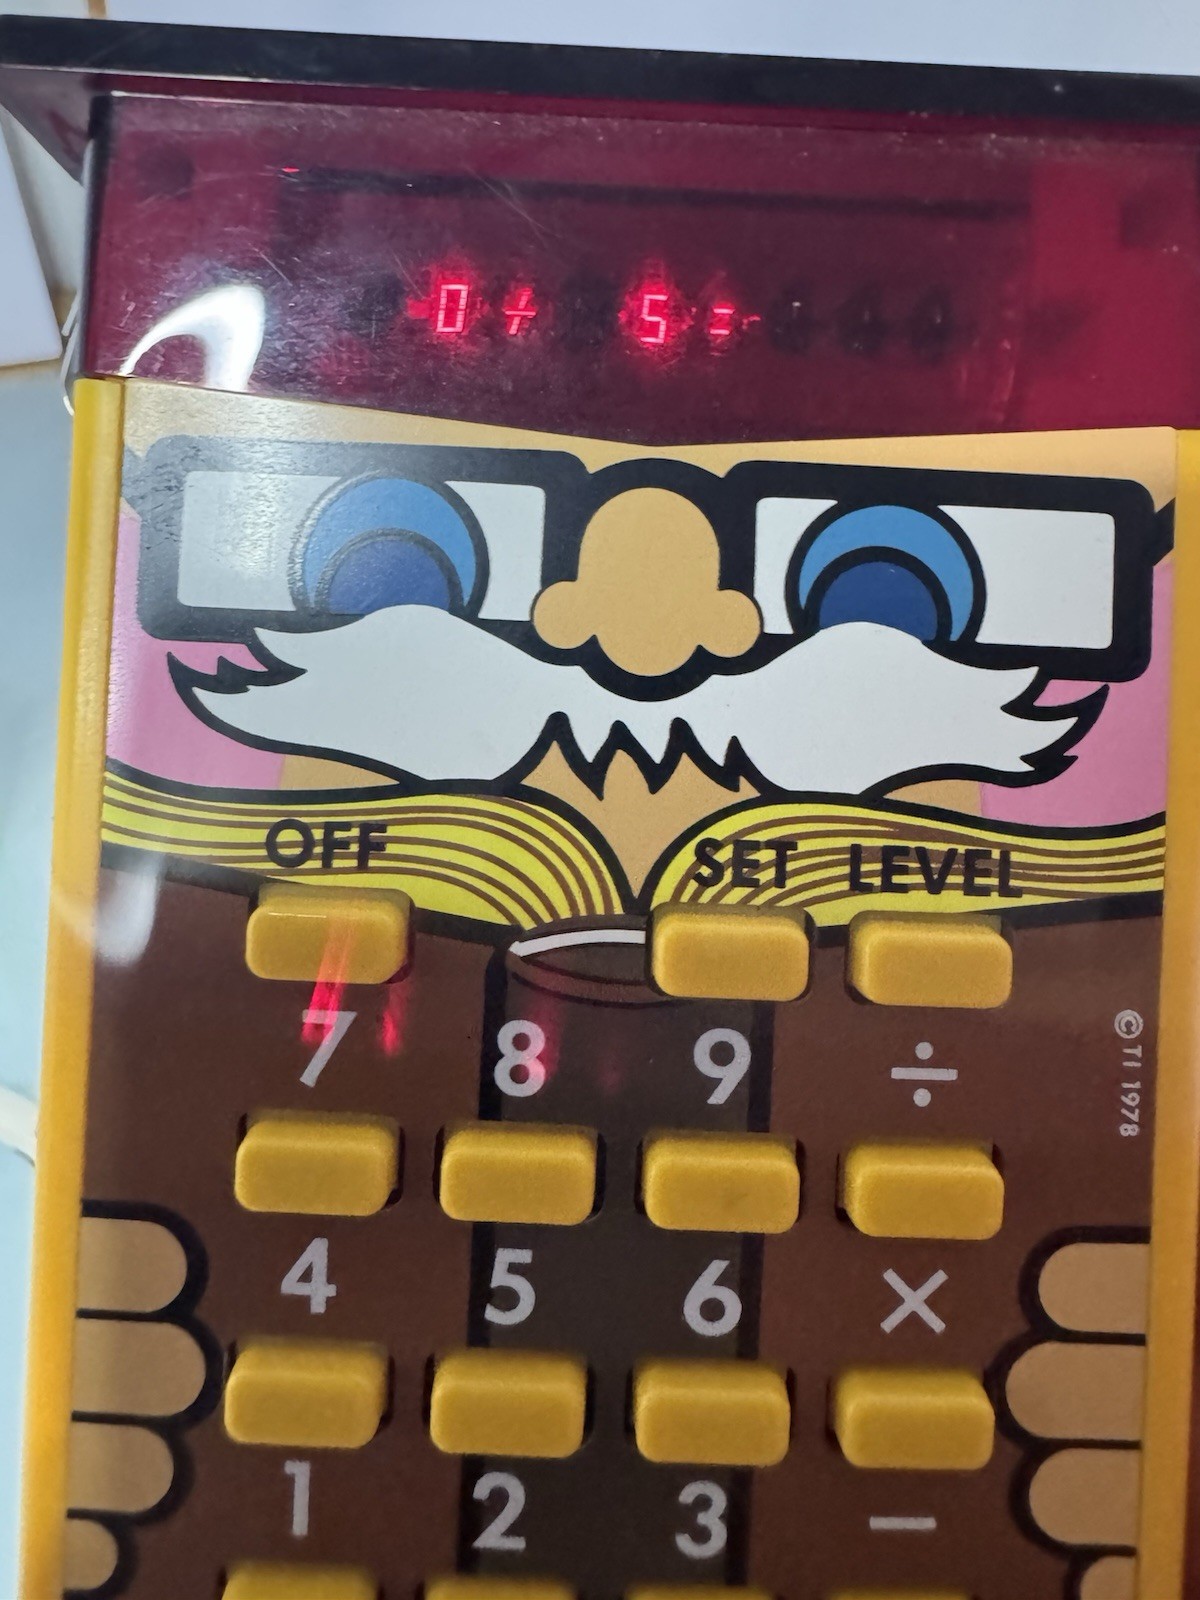 0 ÷ 5 =
OFF SET LEVEL
7 8 9 ÷
4 5 6 ×
1 2 3 −
© TI 1978